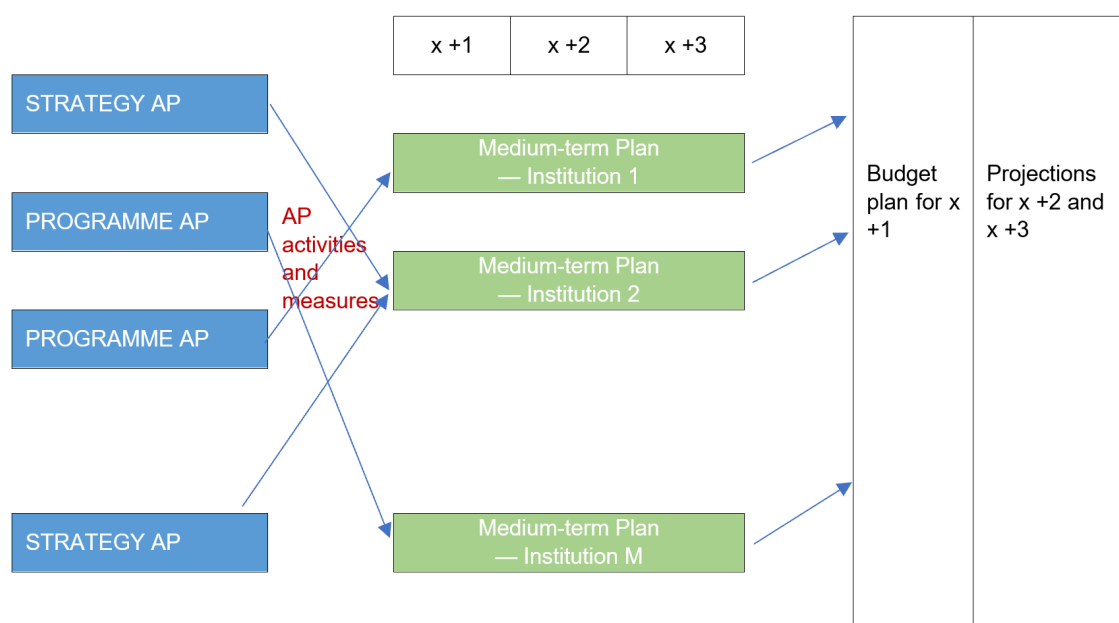 x +1
x +2
x +3
STRATEGY AP
PROGRAMME AP
PROGRAMME AP
STRATEGY AP
AP
activities
and
measures
Medium-term Plan
— Institution 1
Medium-term Plan
— Institution 2
Medium-term Plan
— Institution M
Budget
plan for x
+1
Projections
for x +2 and
x +3